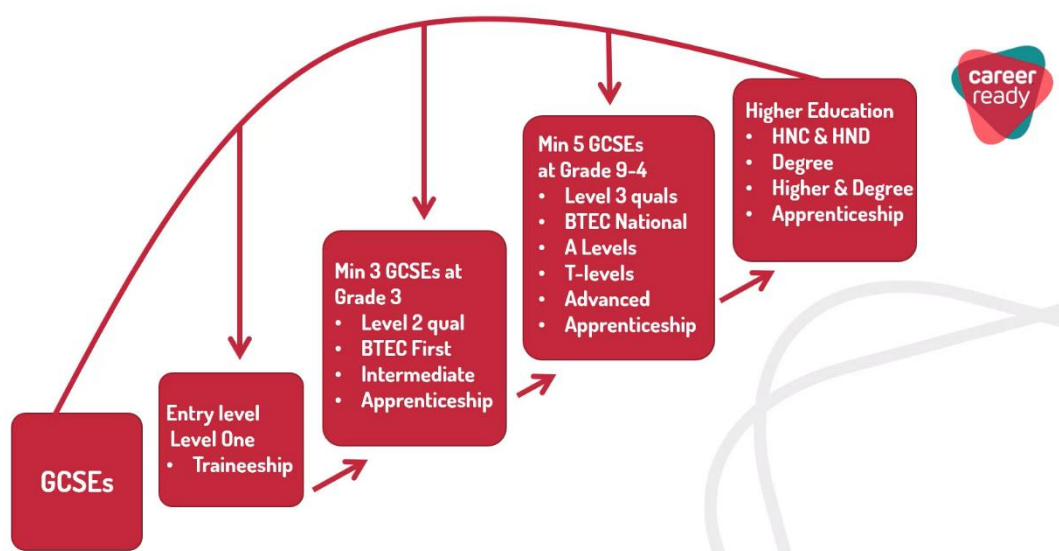 GCSEs
Entry level
Level One
• Traineeship
Min 3 GCSEs at
Grade 3
• Level 2 qual
• BTEC First
• Intermediate
• Apprenticeship
Min 5 GCSEs
at Grade 9-4
• Level 3 quals
• BTEC National
• A Levels
• T-levels
• Advanced
• Apprenticeship
Higher Education
• HNC & HND
• Degree
• Higher & Degree
• Apprenticeship
career
ready